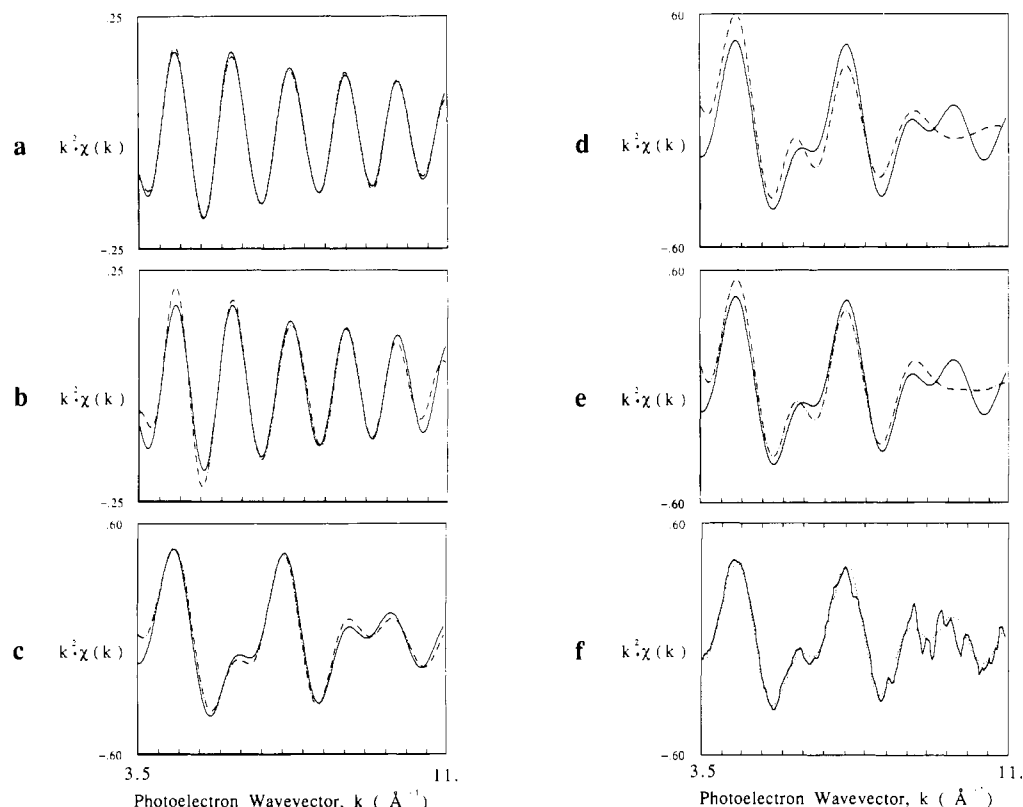 .25
a k²χ(k)
-.25
.25
b k²χ(k)
-.25
.60
c k²χ(k)
-.60
3.5 11.
Photoelectron Wavevector, k ( Å⁻¹)
.60
d k²χ(k)
-.60
.60
e k²χ(k)
-.60
.60
f k²χ(k)
-.60
3.5 11.
Photoelectron Wavevector, k ( Å⁻¹)